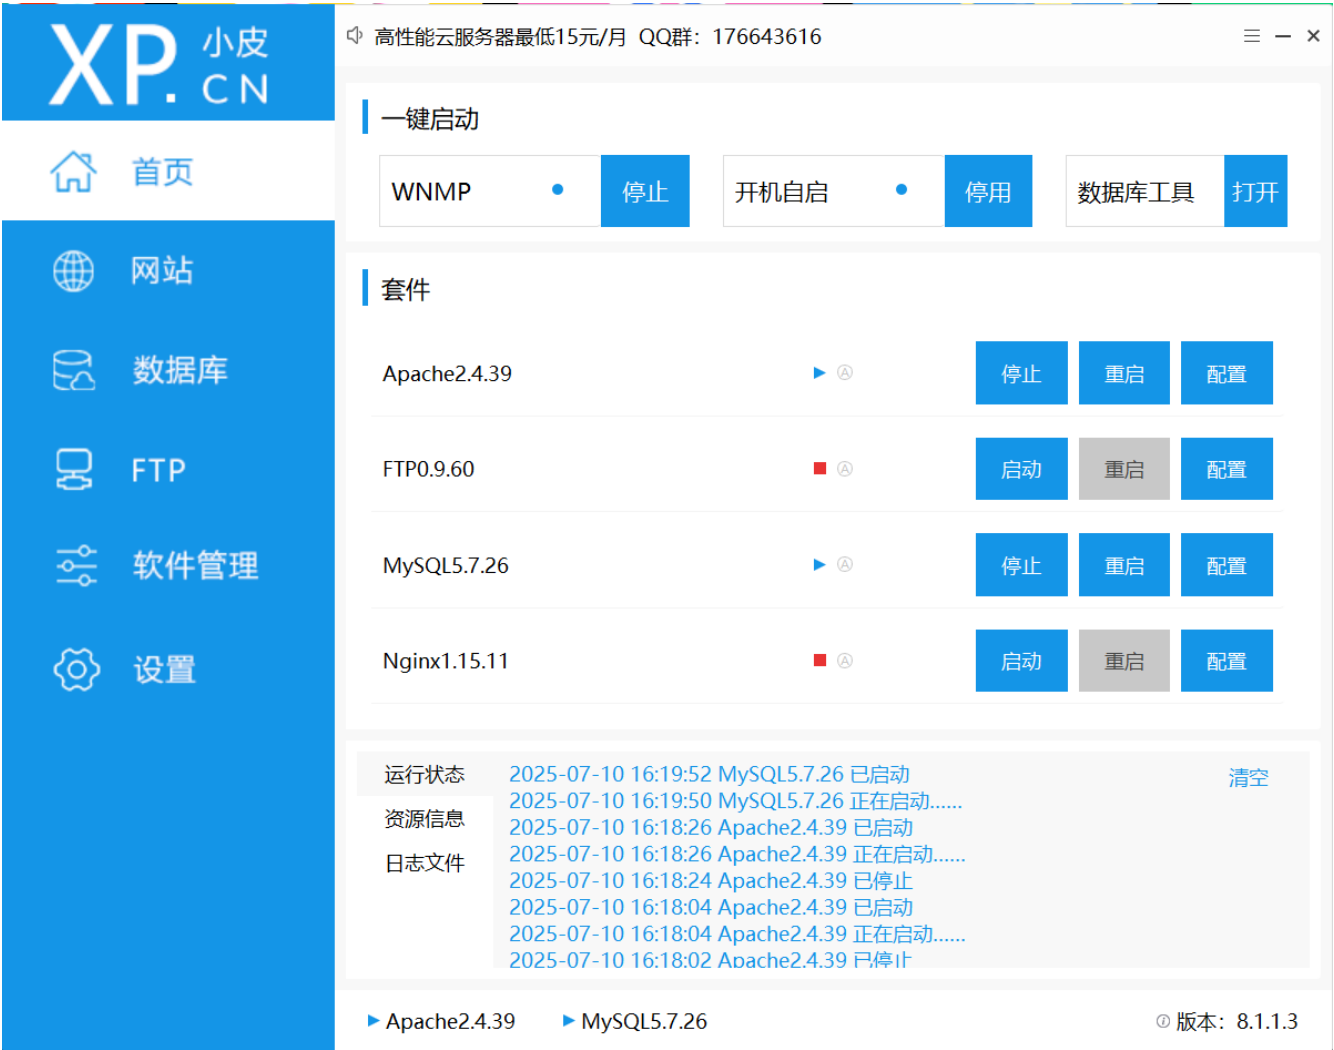 XP.小皮
CN
高性能云服务器最低15元/月 QQ群：176643616
首页
网站
数据库
FTP
软件管理
设置
一键启动
WNMP 停止 开机自启 停用 数据库工具 打开
套件
Apache2.4.39 停止 重启 配置
FTP0.9.60 启动 重启 配置
MySQL5.7.26 停止 重启 配置
Nginx1.15.11 启动 重启 配置
运行状态
资源信息
日志文件
2025-07-10 16:19:52 MySQL5.7.26 已启动
2025-07-10 16:19:50 MySQL5.7.26 正在启动......
2025-07-10 16:18:26 Apache2.4.39 已启动
2025-07-10 16:18:26 Apache2.4.39 正在启动......
2025-07-10 16:18:24 Apache2.4.39 已停止
2025-07-10 16:18:04 Apache2.4.39 已启动
2025-07-10 16:18:04 Apache2.4.39 正在启动......
2025-07-10 16:18:02 Apache2.4.39 已停止
清空
Apache2.4.39 MySQL5.7.26 版本：8.1.1.3